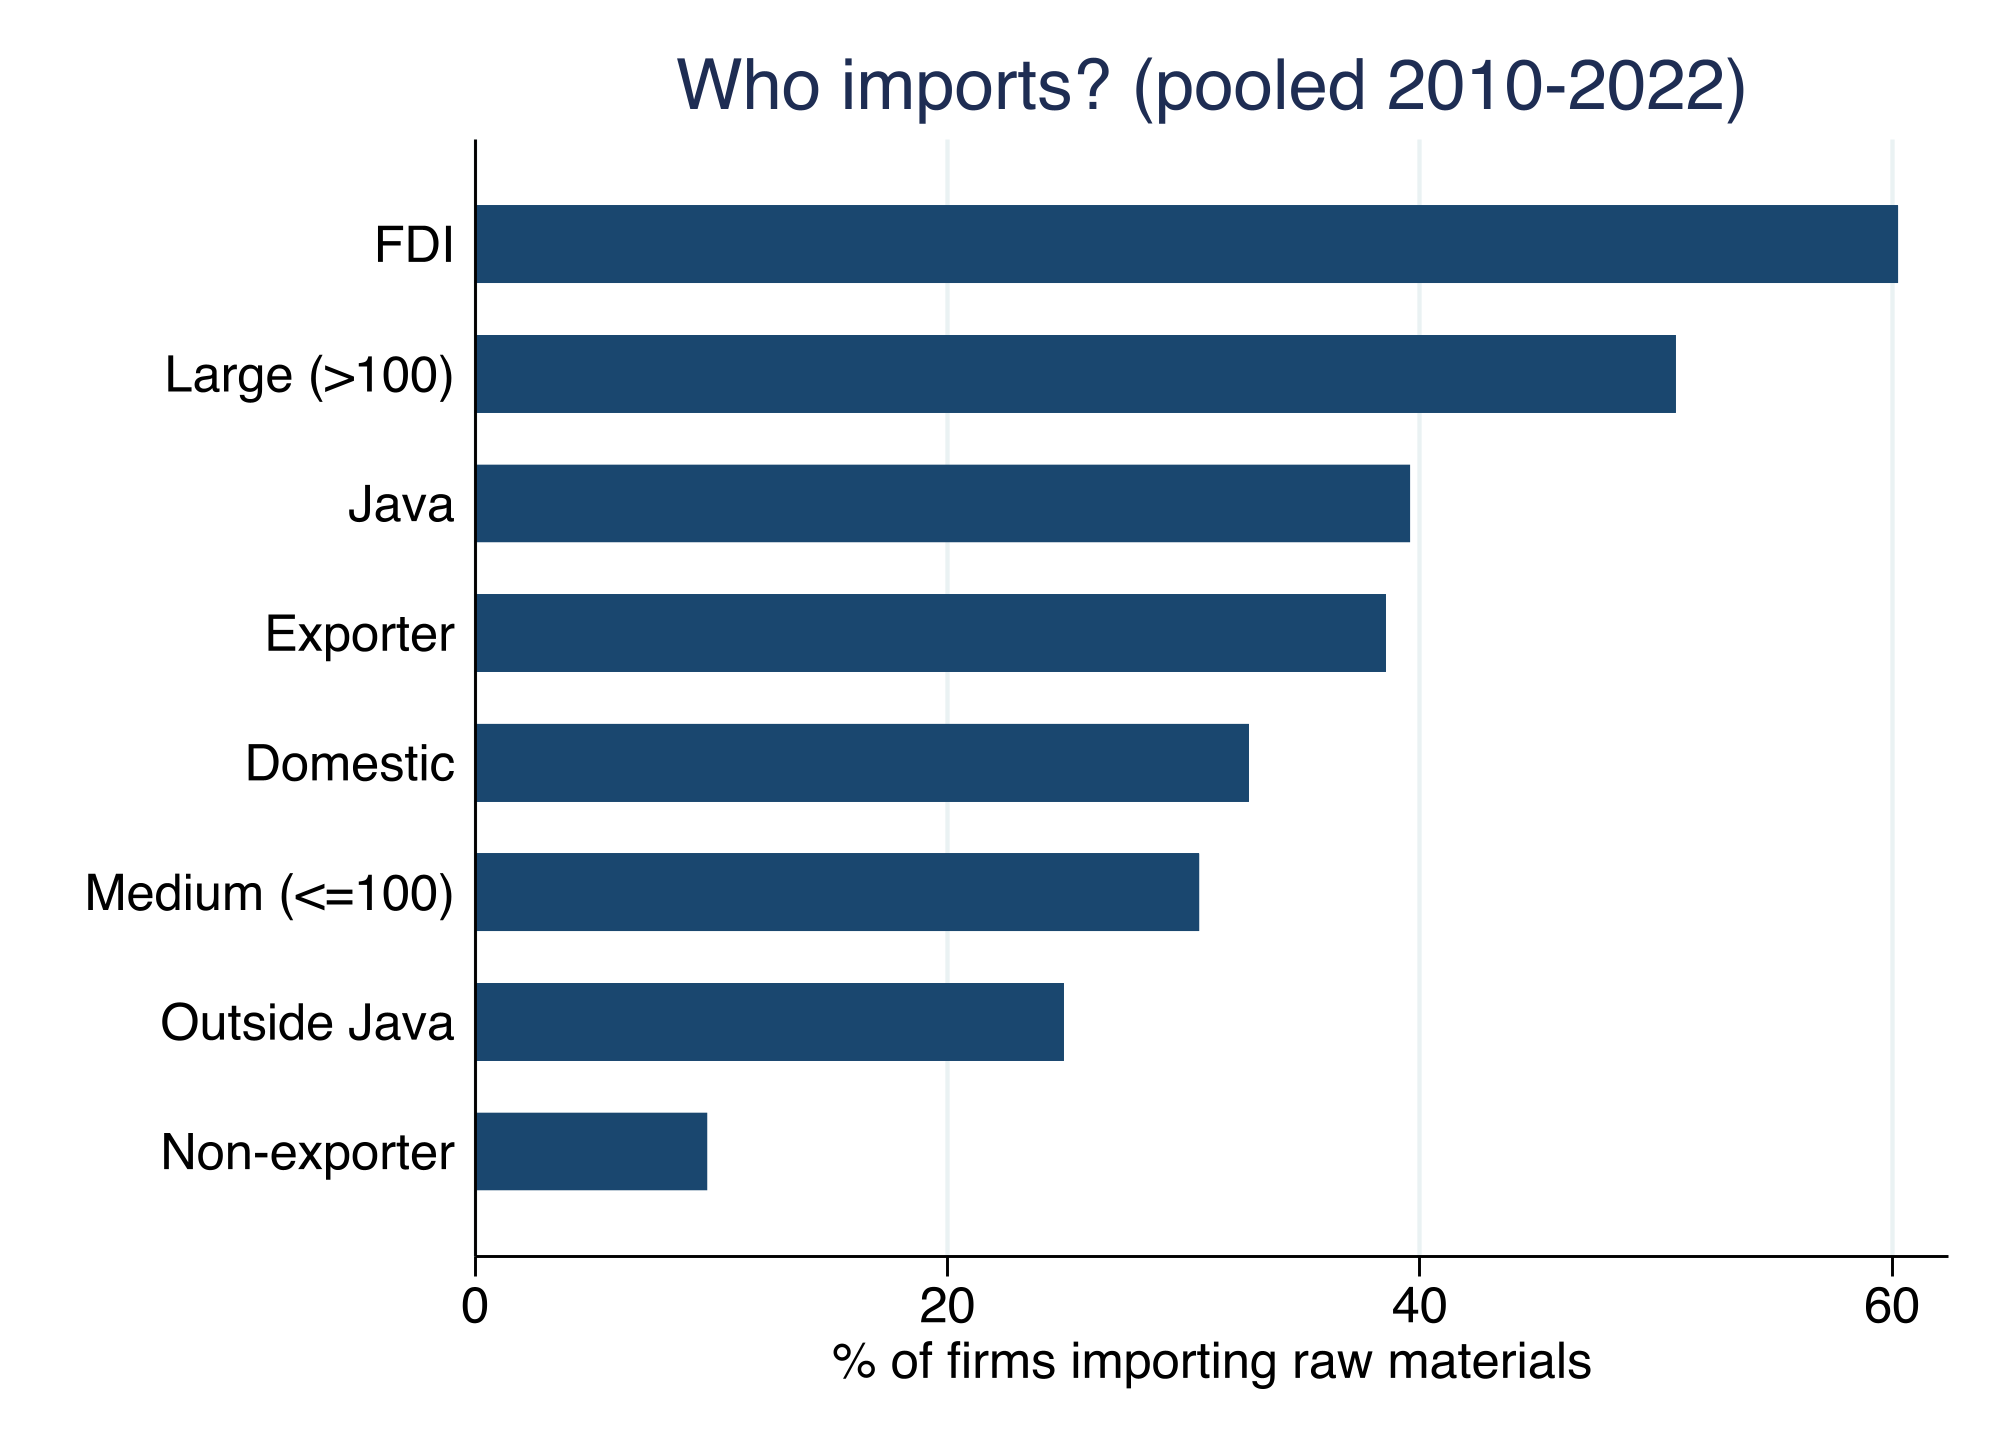 Who imports? (pooled 2010-2022)
FDI
Large (>100)
Java
Exporter
Domestic
Medium (<=100)
Outside Java
Non-exporter
0 20 40 60
% of firms importing raw materials